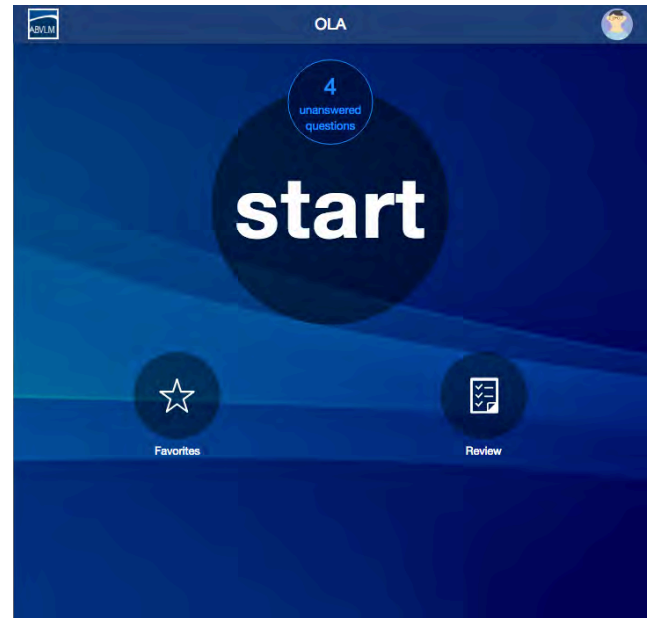 ABVLM
OLA
4
unanswered
questions
start
Favorites
Review